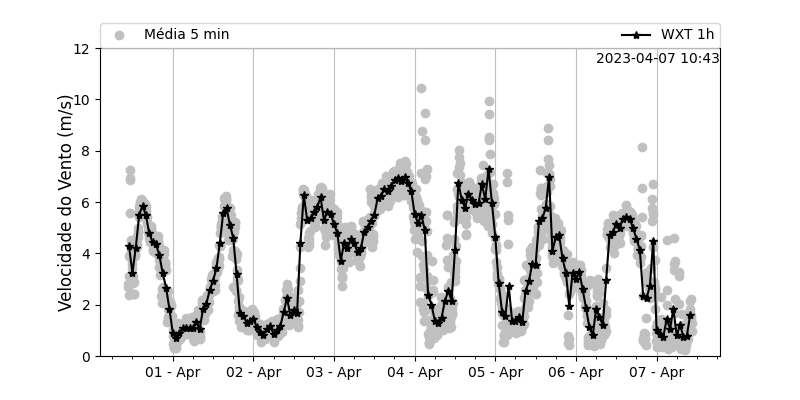 Média 5 min
WXT 1h
2023-04-07 10:43
Velocidade do Vento (m/s)
12
10
8
6
4
2
0
01 - Apr
02 - Apr
03 - Apr
04 - Apr
05 - Apr
06 - Apr
07 - Apr